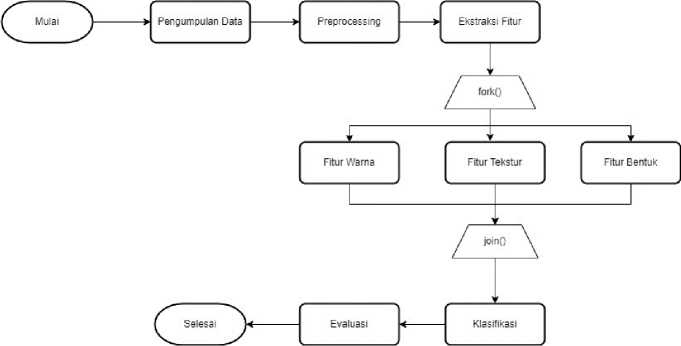 Mulai
Pengumpulan Data
Preprocessing
Ekstraksi Fitur
fork()
Fitur Warna
Fitur Tekstur
Fitur Bentuk
join()
Klasifikasi
Evaluasi
Selesai